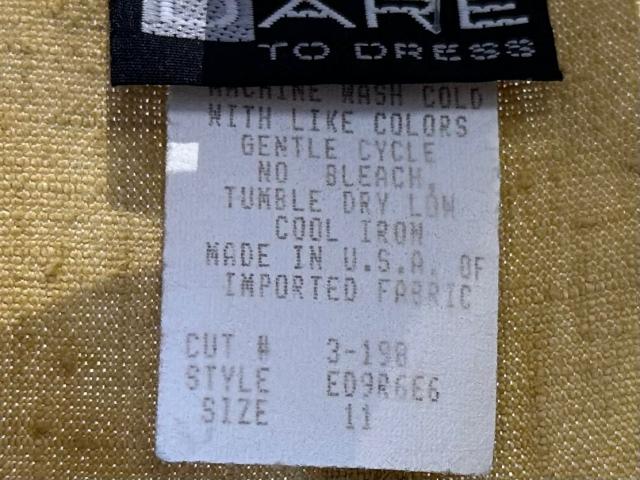 DARE
TO DRESS
MACHINE WASH COLD
WITH LIKE COLORS
GENTLE CYCLE
NO BLEACH,
TUMBLE DRY LOW
COOL IRON
MADE IN U.S.A. OF
IMPORTED FABRIC
CUT # 3-198
STYLE ED9R6E6
SIZE 11